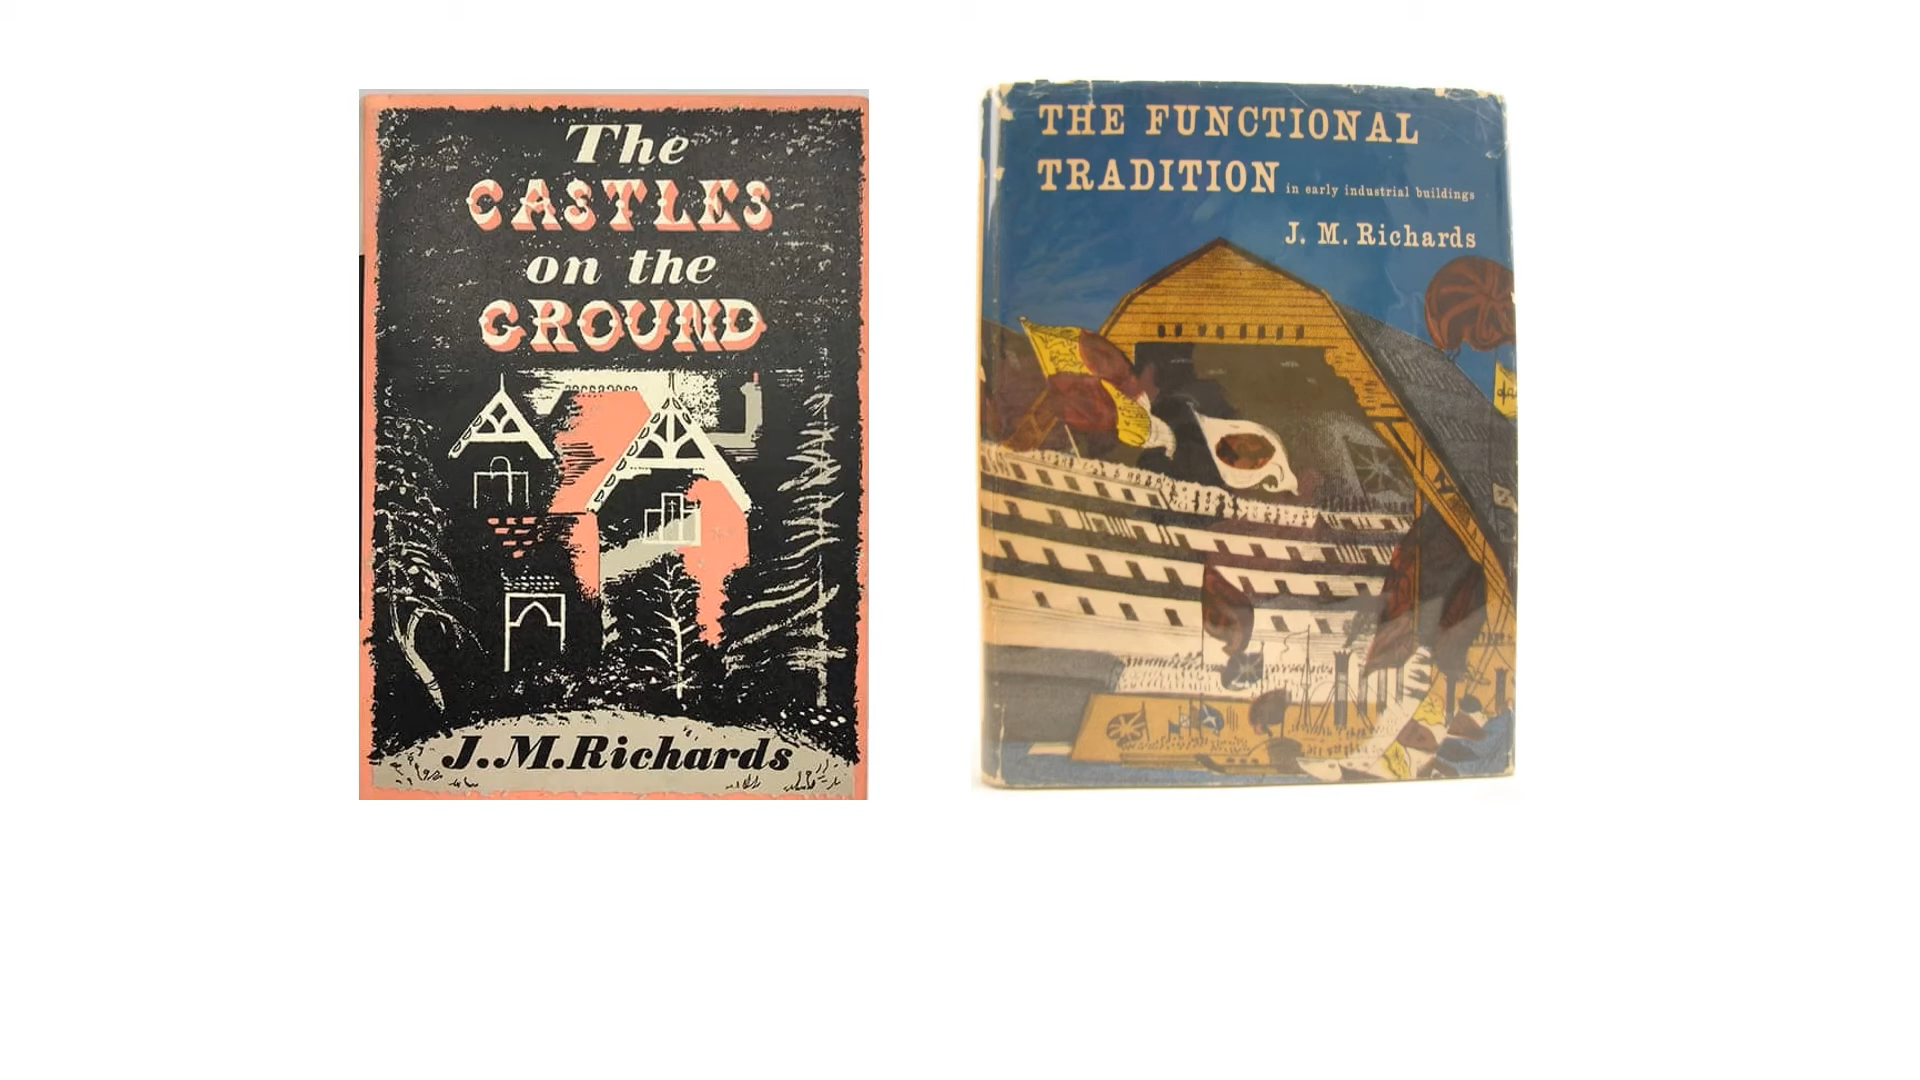 The
CASTLES
on the
GROUND
J.M.Richards
THE FUNCTIONAL
TRADITION in early industrial buildings
J. M. Richards